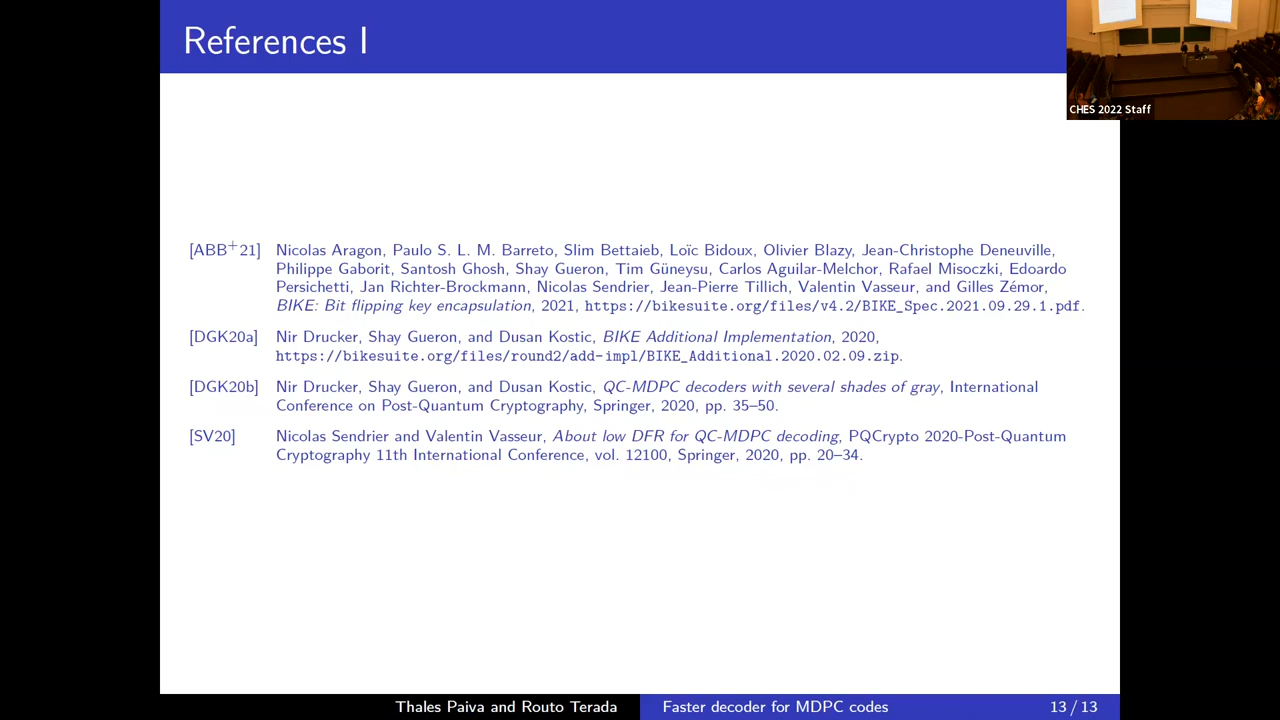 References I
CHES 2022 Staff
[ABB+21] Nicolas Aragon, Paulo S. L. M. Barreto, Slim Bettaieb, Loïc Bidoux, Olivier Blazy, Jean-Christophe Deneuville,
Philippe Gaborit, Santosh Ghosh, Shay Gueron, Tim Güneysu, Carlos Aguilar-Melchor, Rafael Misoczki, Edoardo
Persichetti, Jan Richter-Brockmann, Nicolas Sendrier, Jean-Pierre Tillich, Valentin Vasseur, and Gilles Zémor,
BIKE: Bit flipping key encapsulation, 2021, https://bikesuite.org/files/v4.2/BIKE_Spec.2021.09.29.1.pdf.
[DGK20a] Nir Drucker, Shay Gueron, and Dusan Kostic, BIKE Additional Implementation, 2020,
https://bikesuite.org/files/round2/add-impl/BIKE_Additional.2020.02.09.zip.
[DGK20b] Nir Drucker, Shay Gueron, and Dusan Kostic, QC-MDPC decoders with several shades of gray, International
Conference on Post-Quantum Cryptography, Springer, 2020, pp. 35–50.
[SV20] Nicolas Sendrier and Valentin Vasseur, About low DFR for QC-MDPC decoding, PQCrypto 2020-Post-Quantum
Cryptography 11th International Conference, vol. 12100, Springer, 2020, pp. 20–34.
Thales Paiva and Routo Terada Faster decoder for MDPC codes 13 / 13